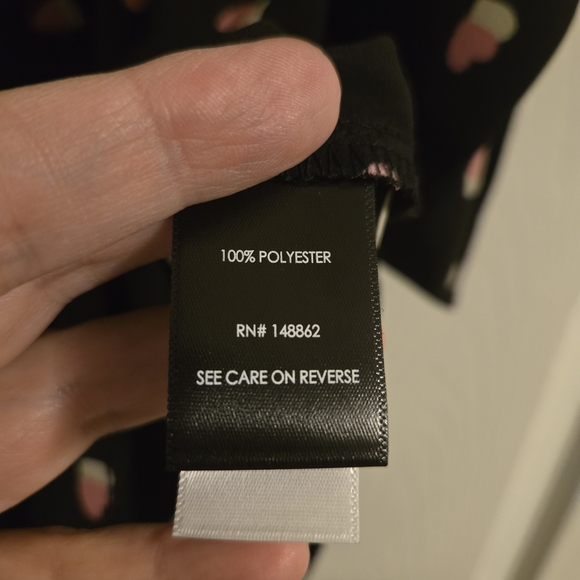 100% POLYESTER
RN# 148862
SEE CARE ON REVERSE